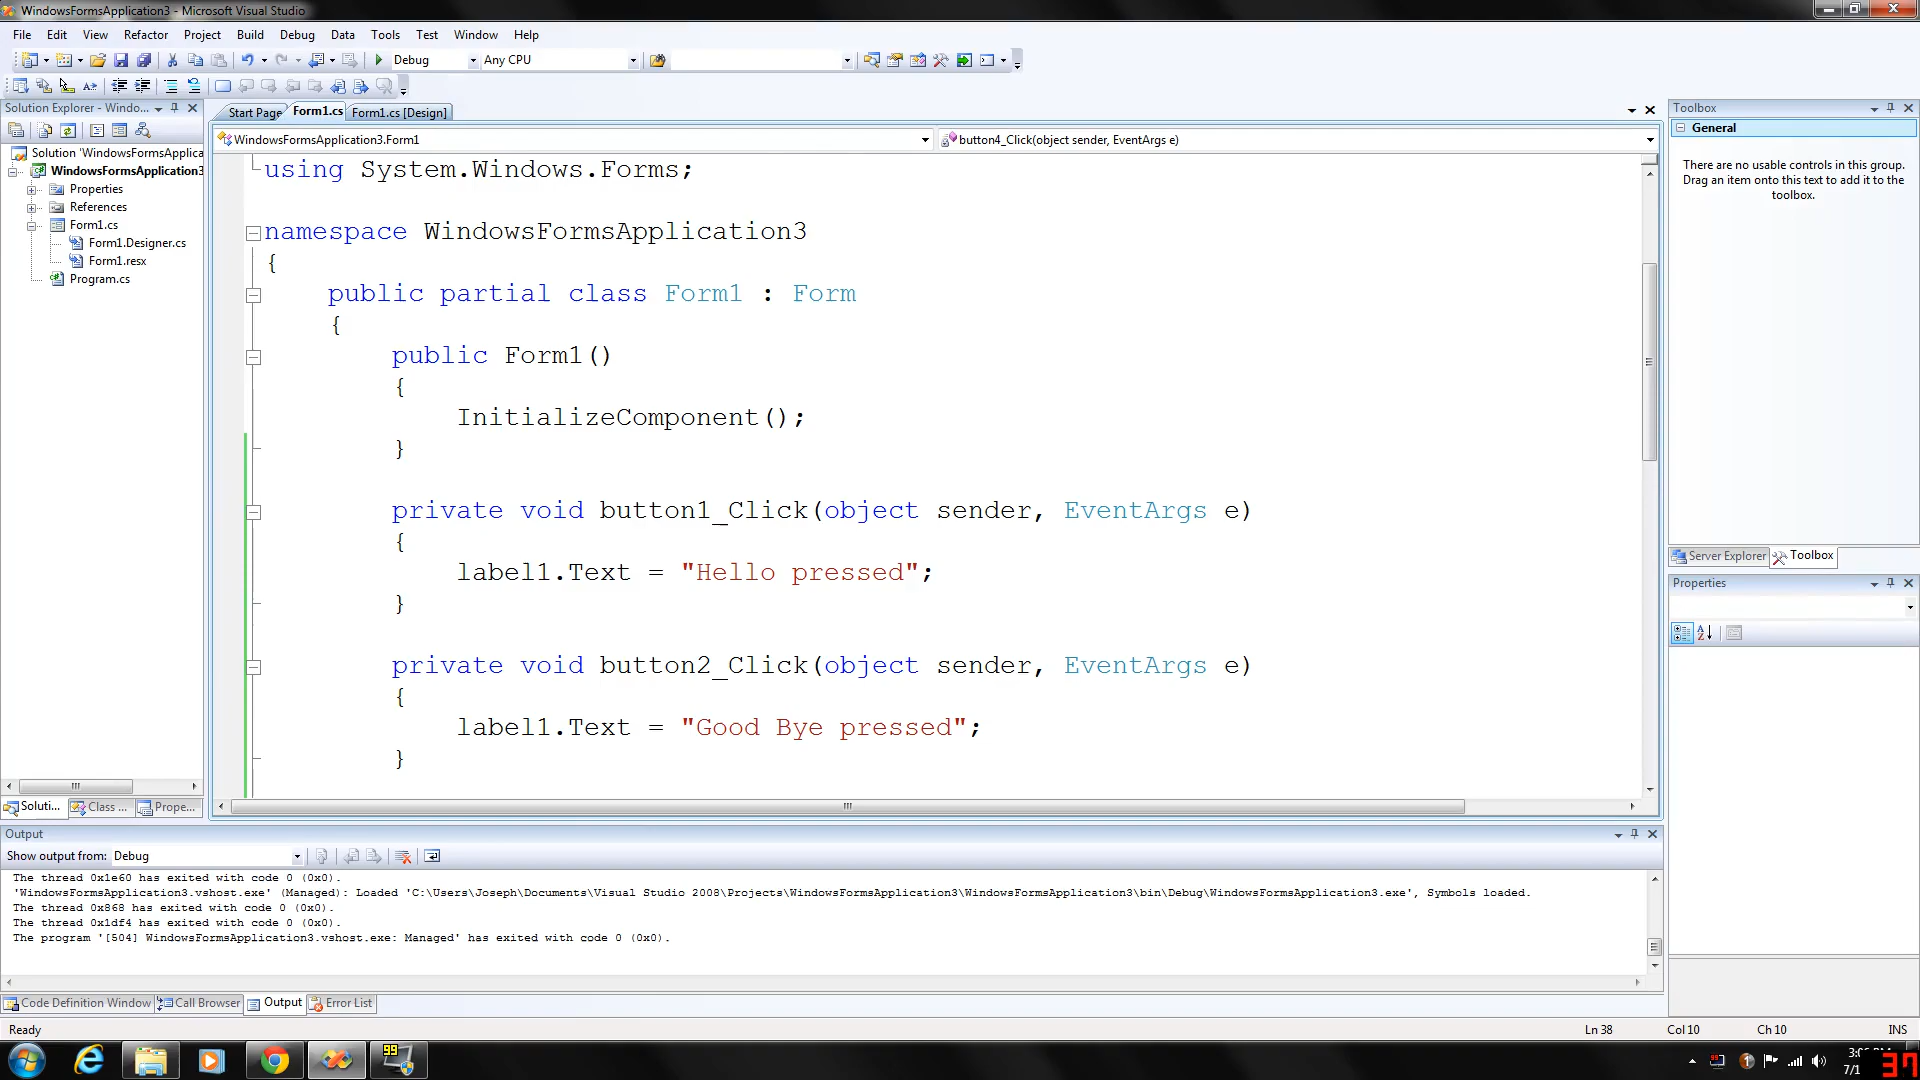 WindowsFormsApplication3 - Microsoft Visual Studio
File Edit View Refactor Project Build Debug Data Tools Test Window Help
Debug Any CPU
Solution Explorer - Windo...
Solution 'WindowsFormsApplica
WindowsFormsApplication3
Properties
References
Form1.cs
Form1.Designer.cs
Form1.resx
Program.cs
Soluti... Class ... Prope...
Start Page Form1.cs Form1.cs [Design]
WindowsFormsApplication3.Form1 button4_Click(object sender, EventArgs e)
using System.Windows.Forms;
namespace WindowsFormsApplication3
{
public partial class Form1 : Form
{
public Form1()
{
InitializeComponent();
}
private void button1_Click(object sender, EventArgs e)
{
label1.Text = "Hello pressed";
}
private void button2_Click(object sender, EventArgs e)
{
label1.Text = "Good Bye pressed";
}
Toolbox
General
There are no usable controls in this group.
Drag an item onto this text to add it to the
toolbox.
Server Explorer Toolbox
Properties
Output
Show output from: Debug
The thread 0x1e60 has exited with code 0 (0x0).
'WindowsFormsApplication3.vshost.exe' (Managed): Loaded 'C:\Users\Joseph\Documents\Visual Studio 2008\Projects\WindowsFormsApplication3\WindowsFormsApplication3\bin\Debug\WindowsFormsApplication3.exe', Symbols loaded.
The thread 0x868 has exited with code 0 (0x0).
The thread 0x1df4 has exited with code 0 (0x0).
The program '[504] WindowsFormsApplication3.vshost.exe: Managed' has exited with code 0 (0x0).
Code Definition Window Call Browser Output Error List
Ready Ln 38 Col 10 Ch 10 INS
99
7/1
37